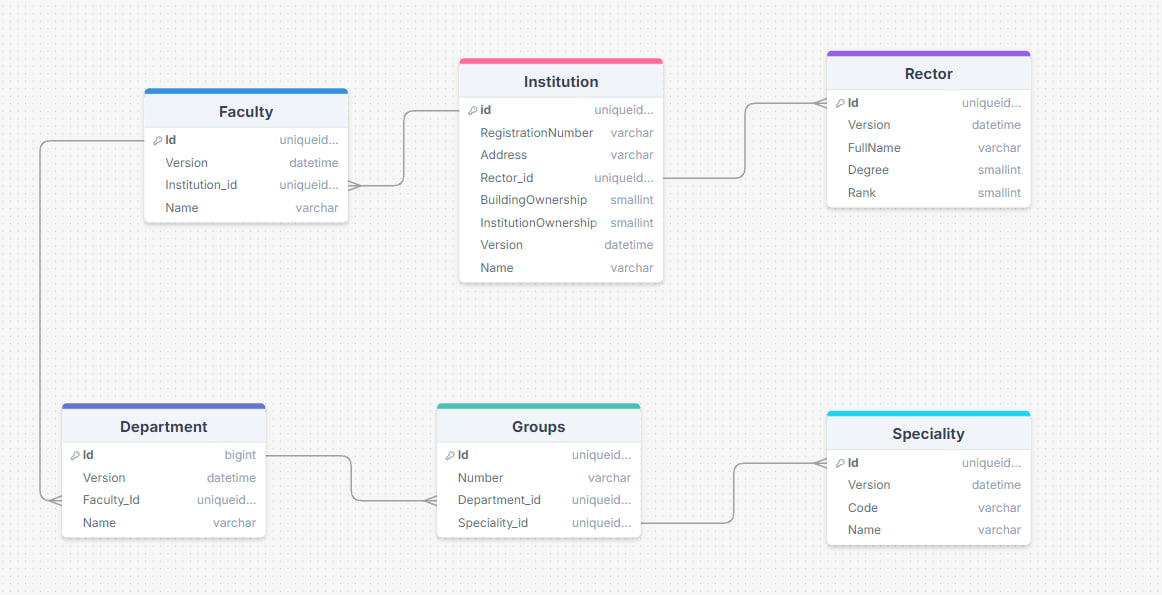 Faculty
Id uniqueid...
Version datetime
Institution_id uniqueid...
Name varchar
Institution
id uniqueid...
RegistrationNumber varchar
Address varchar
Rector_id uniqueid...
BuildingOwnership smallint
InstitutionOwnership smallint
Version datetime
Name varchar
Rector
Id uniqueid...
Version datetime
FullName varchar
Degree smallint
Rank smallint
Department
Id bigint
Version datetime
Faculty_Id uniqueid...
Name varchar
Groups
Id uniqueid...
Number varchar
Department_id uniqueid...
Speciality_id uniqueid...
Speciality
Id uniqueid...
Version datetime
Code varchar
Name varchar